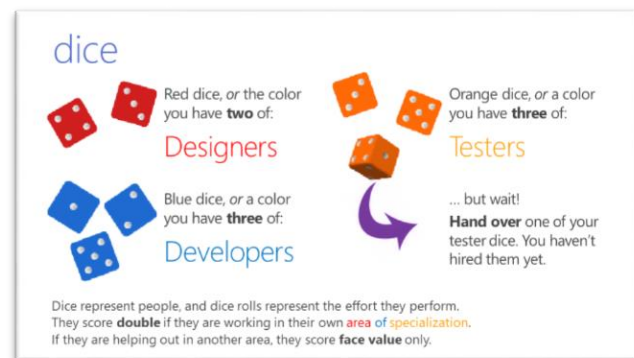 dice
Red dice, or the color
you have two of:
Designers
Blue dice, or a color
you have three of:
Developers
Orange dice, or a color
you have three of:
Testers
... but wait!
Hand over one of your
tester dice. You haven't
hired them yet.
Dice represent people, and dice rolls represent the effort they perform.
They score double if they are working in their own area of specialization.
If they are helping out in another area, they score face value only.